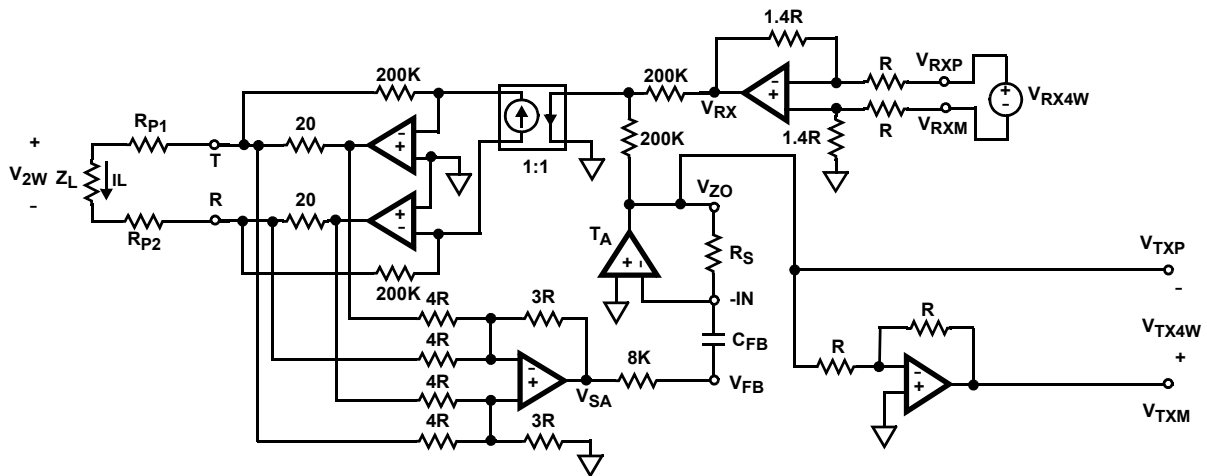 1.4R
200K
200K
R
V_RXP
V_RX
V_RX4W
R_P1
20
R
V_RXM
+
T
200K
1.4R
1:1
V_2W
Z_L
IL
-
R
20
V_ZO
R_P2
T_A
R_S
V_TXP
200K
-IN
-
4R
3R
R
V_TX4W
4R
C_FB
R
+
4R
8K
V_SA
V_FB
V_TXM
4R
3R